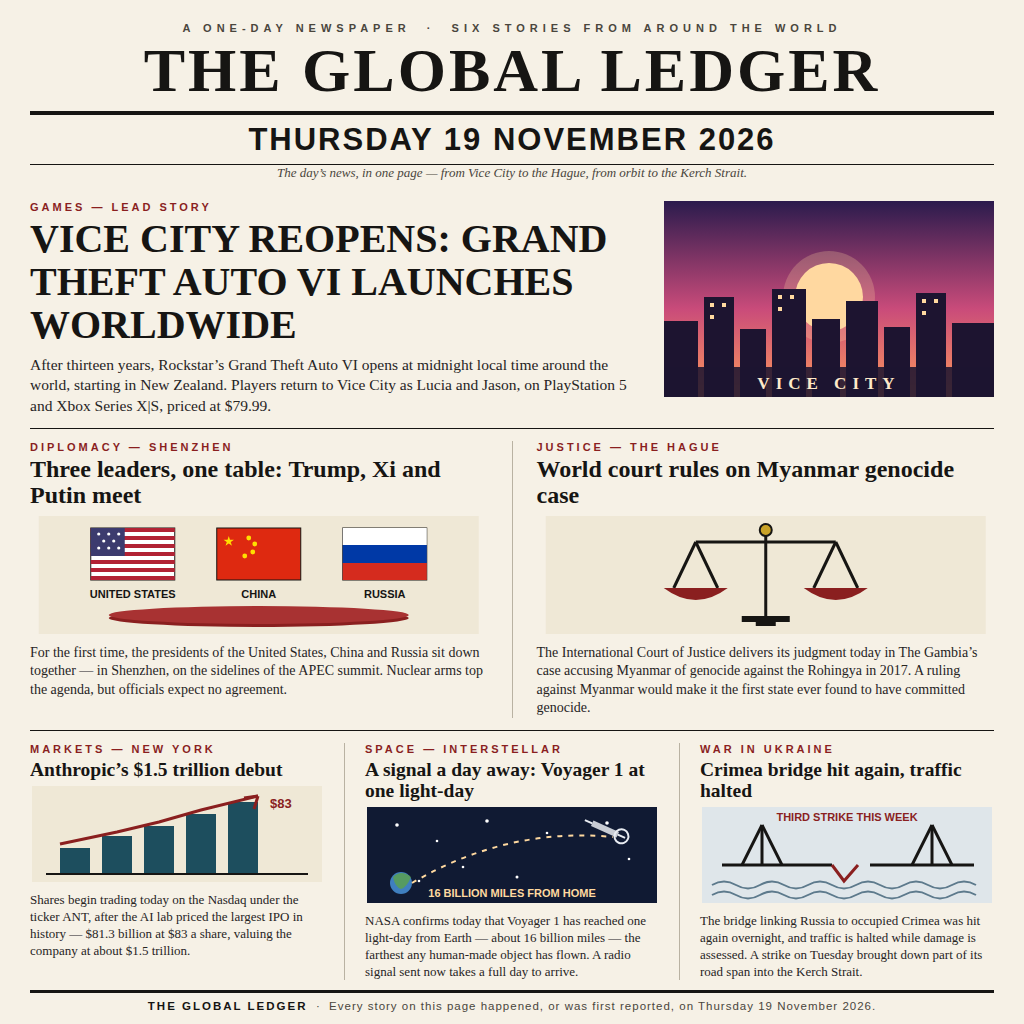 A ONE-DAY NEWSPAPER · SIX STORIES FROM AROUND THE WORLD
THE GLOBAL LEDGER
THURSDAY 19 NOVEMBER 2026
The day’s news, in one page — from Vice City to the Hague, from orbit to the Kerch Strait.
GAMES — LEAD STORY
VICE CITY REOPENS: GRAND
THEFT AUTO VI LAUNCHES
WORLDWIDE
After thirteen years, Rockstar’s Grand Theft Auto VI opens at midnight local time around the
world, starting in New Zealand. Players return to Vice City as Lucia and Jason, on PlayStation 5
and Xbox Series X|S, priced at $79.99.
VICE CITY
DIPLOMACY — SHENZHEN
Three leaders, one table: Trump, Xi and
Putin meet
UNITED STATES
CHINA
RUSSIA
For the first time, the presidents of the United States, China and Russia sit down
together — in Shenzhen, on the sidelines of the APEC summit. Nuclear arms top
the agenda, but officials expect no agreement.
JUSTICE — THE HAGUE
World court rules on Myanmar genocide
case
The International Court of Justice delivers its judgment today in The Gambia’s
case accusing Myanmar of genocide against the Rohingya in 2017. A ruling
against Myanmar would make it the first state ever found to have committed
genocide.
MARKETS — NEW YORK
Anthropic’s $1.5 trillion debut
$83
Shares begin trading today on the Nasdaq under the
ticker ANT, after the AI lab priced the largest IPO in
history — $81.3 billion at $83 a share, valuing the
company at about $1.5 trillion.
SPACE — INTERSTELLAR
A signal a day away: Voyager 1 at
one light-day
16 BILLION MILES FROM HOME
NASA confirms today that Voyager 1 has reached one
light-day from Earth — about 16 billion miles — the
farthest any human-made object has flown. A radio
signal sent now takes a full day to arrive.
WAR IN UKRAINE
Crimea bridge hit again, traffic
halted
THIRD STRIKE THIS WEEK
The bridge linking Russia to occupied Crimea was hit
again overnight, and traffic is halted while damage is
assessed. A strike on Tuesday brought down part of its
road span into the Kerch Strait.
THE GLOBAL LEDGER · Every story on this page happened, or was first reported, on Thursday 19 November 2026.